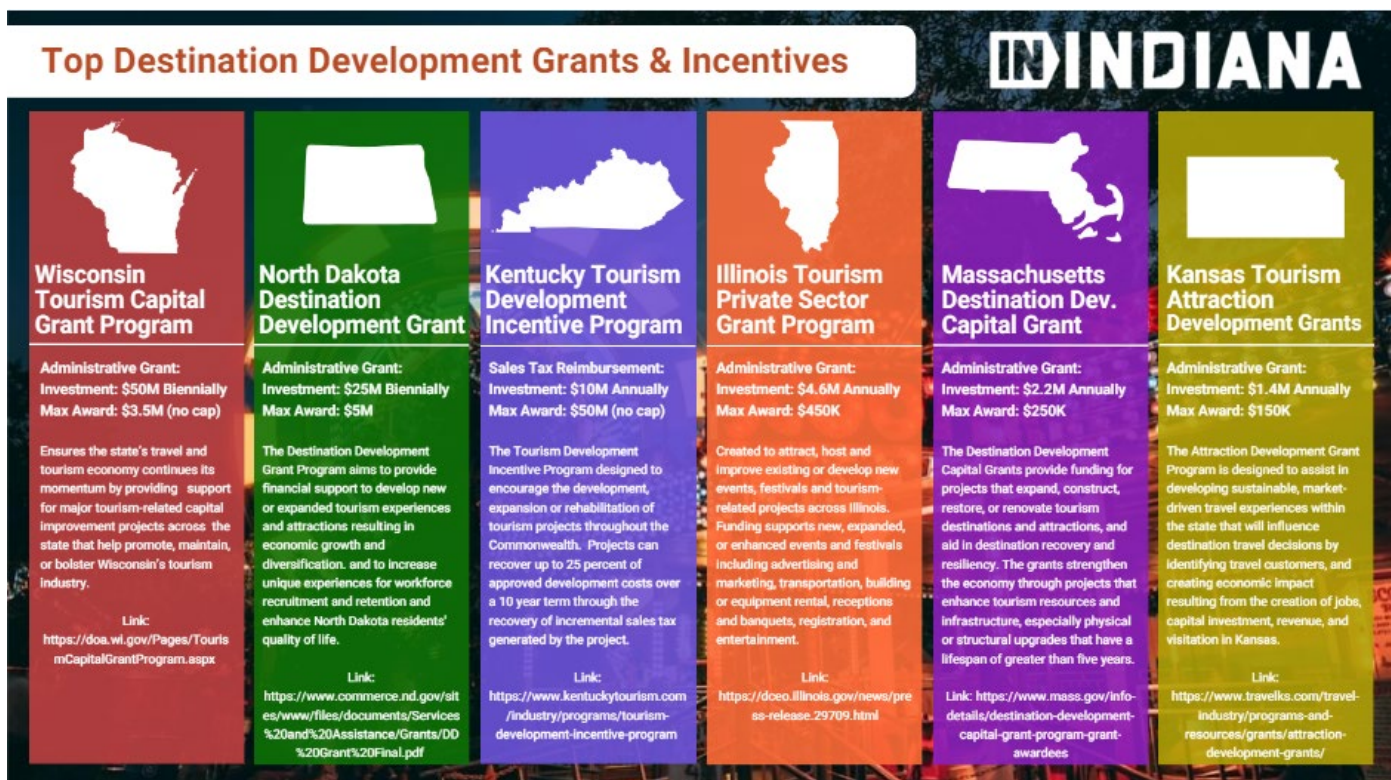 Top Destination Development Grants & Incentives
IN INDIANA
Wisconsin
Tourism Capital
Grant Program
Administrative Grant:
Investment: $50M Biennially
Max Award: $3.5M (no cap)
Ensures the state's travel and
tourism economy continues its
momentum by providing support
for major tourism-related capital
improvement projects across the
state that help promote, maintain,
or bolster Wisconsin's tourism
industry.
Link:
https://doa.wi.gov/Pages/Touris
mCapitalGrantProgram.aspx
North Dakota
Destination
Development Grant
Administrative Grant:
Investment: $25M Biennially
Max Award: $5M
The Destination Development
Grant Program aims to provide
financial support to develop new
or expanded tourism experiences
and attractions resulting in
economic growth and
diversification. and to increase
unique experiences for workforce
recruitment and retention and
enhance North Dakota residents'
quality of life.
Link:
https://www.commerce.nd.gov/sit
es/www/files/documents/Services
%20and%20Assistance/Grants/DD
%20Grant%20Final.pdf
Kentucky Tourism
Development
Incentive Program
Sales Tax Reimbursement:
Investment: $10M Annually
Max Award: $50M (no cap)
The Tourism Development
Incentive Program designed to
encourage the development,
expansion or rehabilitation of
tourism projects throughout the
Commonwealth. Projects can
recover up to 25 percent of
approved development costs over
a 10 year term through the
recovery of incremental sales tax
generated by the project.
Link:
https://www.kentuckytourism.com
/industry/programs/tourism-
development-incentive-program
Illinois Tourism
Private Sector
Grant Program
Administrative Grant:
Investment: $4.6M Annually
Max Award: $450K
Created to attract, host and
improve existing or develop new
events, festivals and tourism-
related projects across Illinois.
Funding supports new, expanded,
or enhanced events and festivals
including advertising and
marketing, transportation, building
or equipment rental, receptions
and banquets, registration, and
entertainment.
Link:
https://dceo.illinois.gov/news/pre
ss-release.29709.html
Massachusetts
Destination Dev.
Capital Grant
Administrative Grant:
Investment: $2.2M Annually
Max Award: $250K
The Destination Development
Capital Grants provide funding for
projects that expand, construct,
restore, or renovate tourism
destinations and attractions, and
aid in destination recovery and
resiliency. The grants strengthen
the economy through projects that
enhance tourism resources and
infrastructure, especially physical
or structural upgrades that have a
lifespan of greater than five years.
Link: https://www.mass.gov/info-
details/destination-development-
capital-grant-program-grant-
awardees
Kansas Tourism
Attraction
Development Grants
Administrative Grant:
Investment: $1.4M Annually
Max Award: $150K
The Attraction Development Grant
Program is designed to assist in
developing sustainable, market-
driven travel experiences within
the state that will influence
destination travel decisions by
identifying travel customers, and
creating economic impact
resulting from the creation of jobs,
capital investment, revenue, and
visitation in Kansas.
Link:
https://www.travelks.com/travel-
industry/programs-and-
resources/grants/attraction-
development-grants/